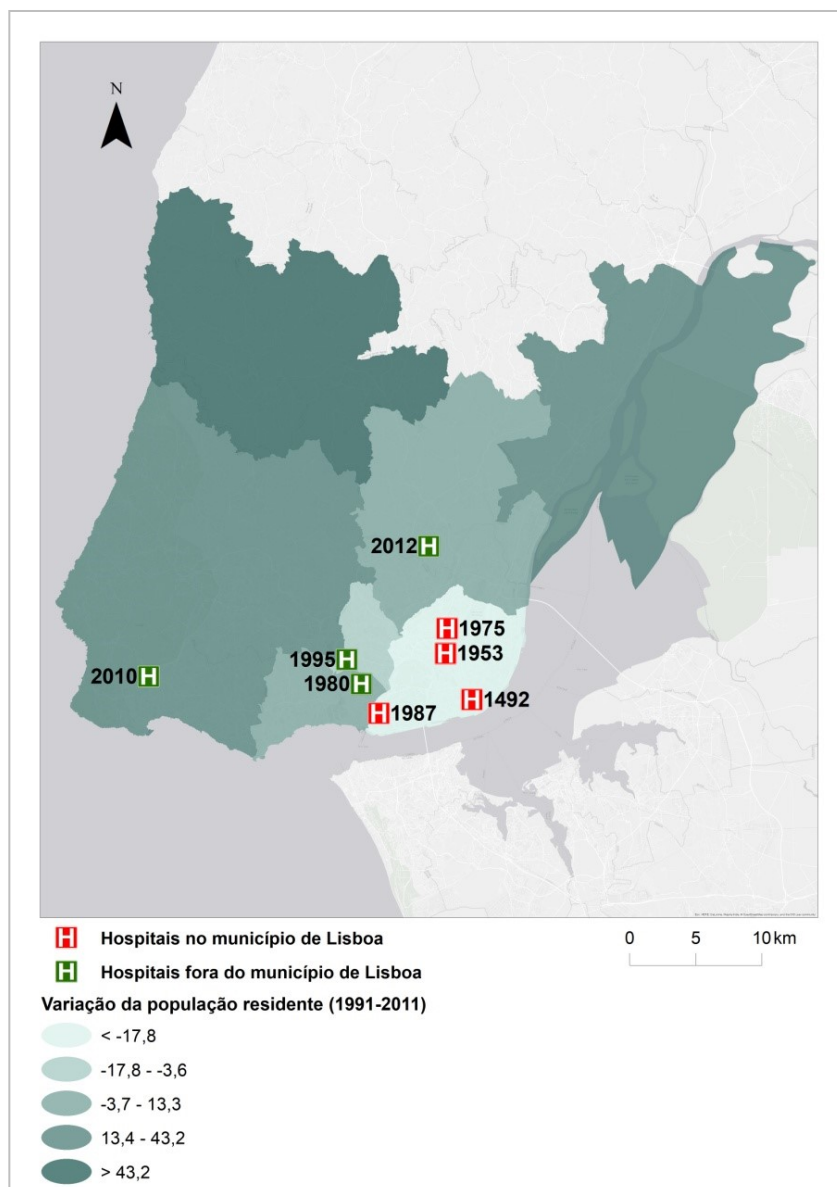 N
2012 H
H 1975
1995 H
H 1953
2010 H
1980 H
H 1492
H 1987
H Hospitais no município de Lisboa
0 5 10 km
H Hospitais fora do município de Lisboa
Variação da população residente (1991-2011)
< -17,8
-17,8 - -3,6
-3,7 - 13,3
13,4 - 43,2
> 43,2